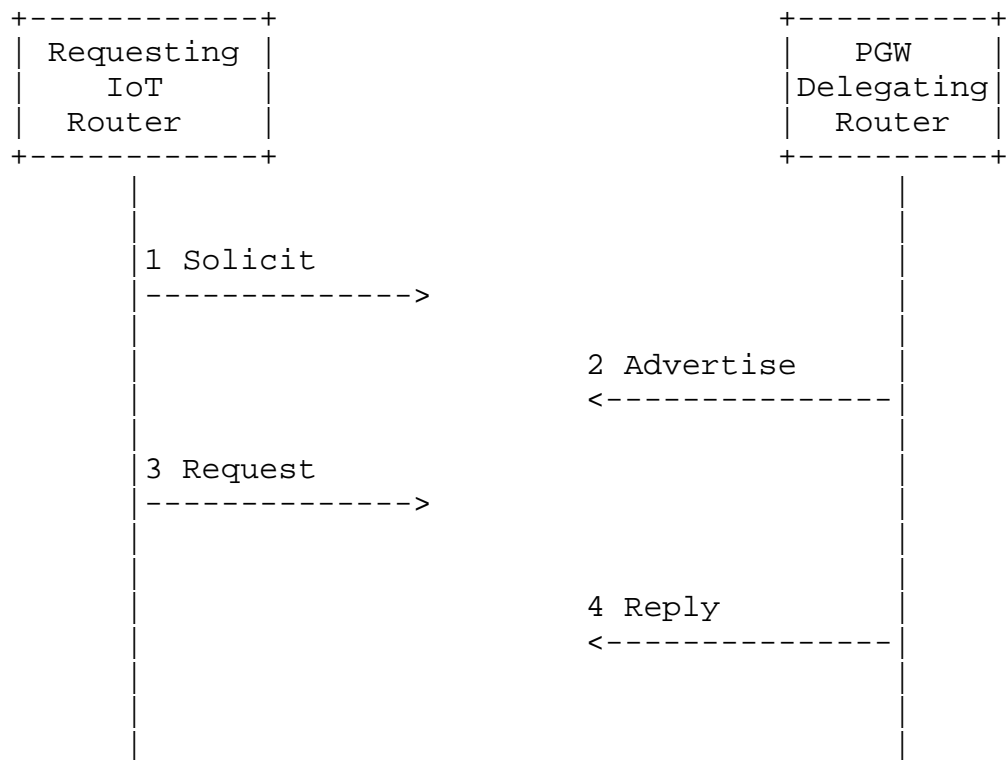 Requesting
IoT
Router
PGW
Delegating
Router
1 Solicit
2 Advertise
3 Request
4 Reply